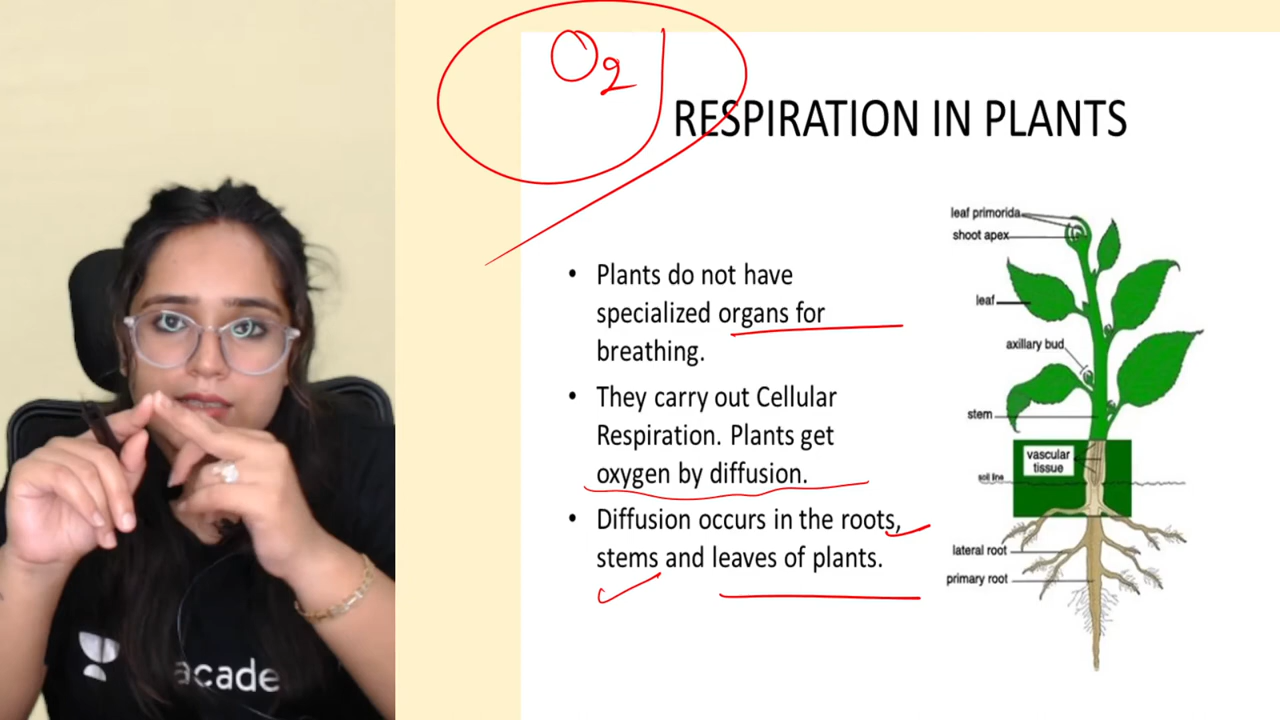 O2
RESPIRATION IN PLANTS
• Plants do not have
specialized organs for
breathing.
• They carry out Cellular
Respiration. Plants get
oxygen by diffusion.
• Diffusion occurs in the roots,
stems and leaves of plants.
leaf primorida
shoot apex
leaf
axillary bud
stem
vascular
tissue
soil line
lateral root
primary root
acade